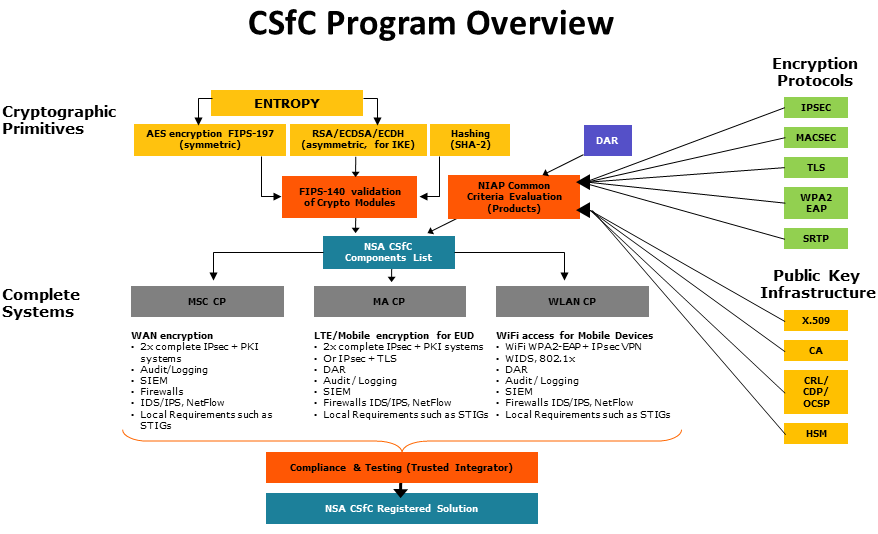 CSfC Program Overview
Cryptographic
Primitives
ENTROPY
AES encryption FIPS-197
(symmetric)
RSA/ECDSA/ECDH
(asymmetric, for IKE)
Hashing
(SHA-2)
DAR
FIPS-140 validation
of Crypto Modules
NIAP Common
Criteria Evaluation
(Products)
NSA CSfC
Components List
Encryption
Protocols
IPSEC
MACSEC
TLS
WPA2
EAP
SRTP
Public Key
Infrastructure
X.509
CA
CRL/
CDP/
OCSP
HSM
Complete
Systems
MSC CP
MA CP
WLAN CP
WAN encryption
• 2x complete IPsec + PKI
systems
• Audit/Logging
• SIEM
• Firewalls
• IDS/IPS, NetFlow
• Local Requirements such as
STIGs
LTE/Mobile encryption for EUD
• 2x complete IPsec + PKI systems
• Or IPsec + TLS
• DAR
• Audit / Logging
• SIEM
• Firewalls IDS/IPS, NetFlow
• Local Requirements such as STIGs
WiFi access for Mobile Devices
• WiFi WPA2-EAP + IPsec VPN
• WIDS, 802.1x
• DAR
• Audit / Logging
• SIEM
• Firewalls IDS/IPS, NetFlow
• Local Requirements such as STIGs
Compliance & Testing (Trusted Integrator)
NSA CSfC Registered Solution